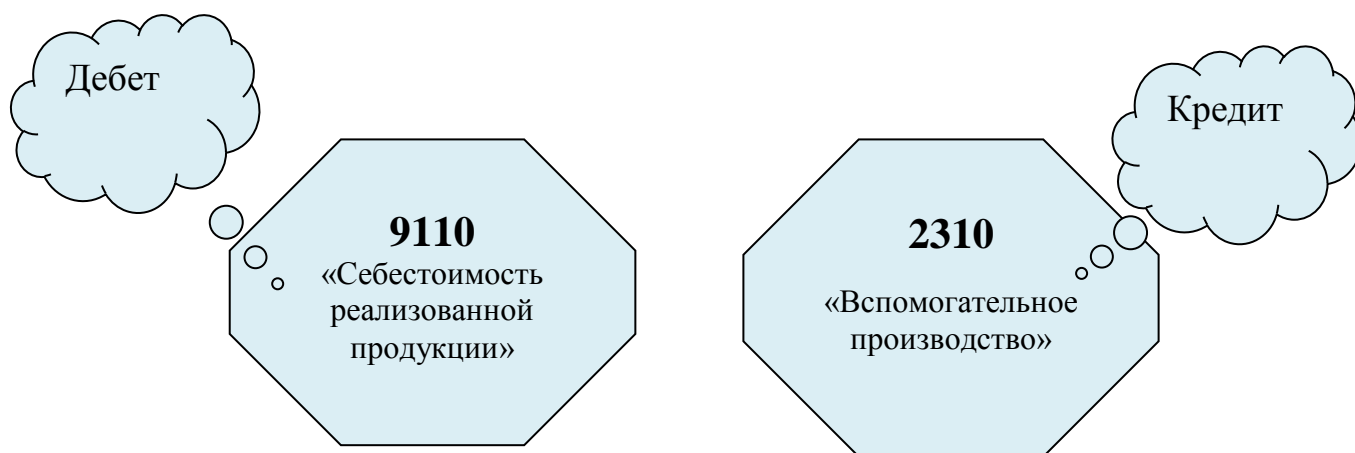 Дебет
Кредит
9110
«Себестоимость
реализованной
продукции»
2310
«Вспомогательное
производство»